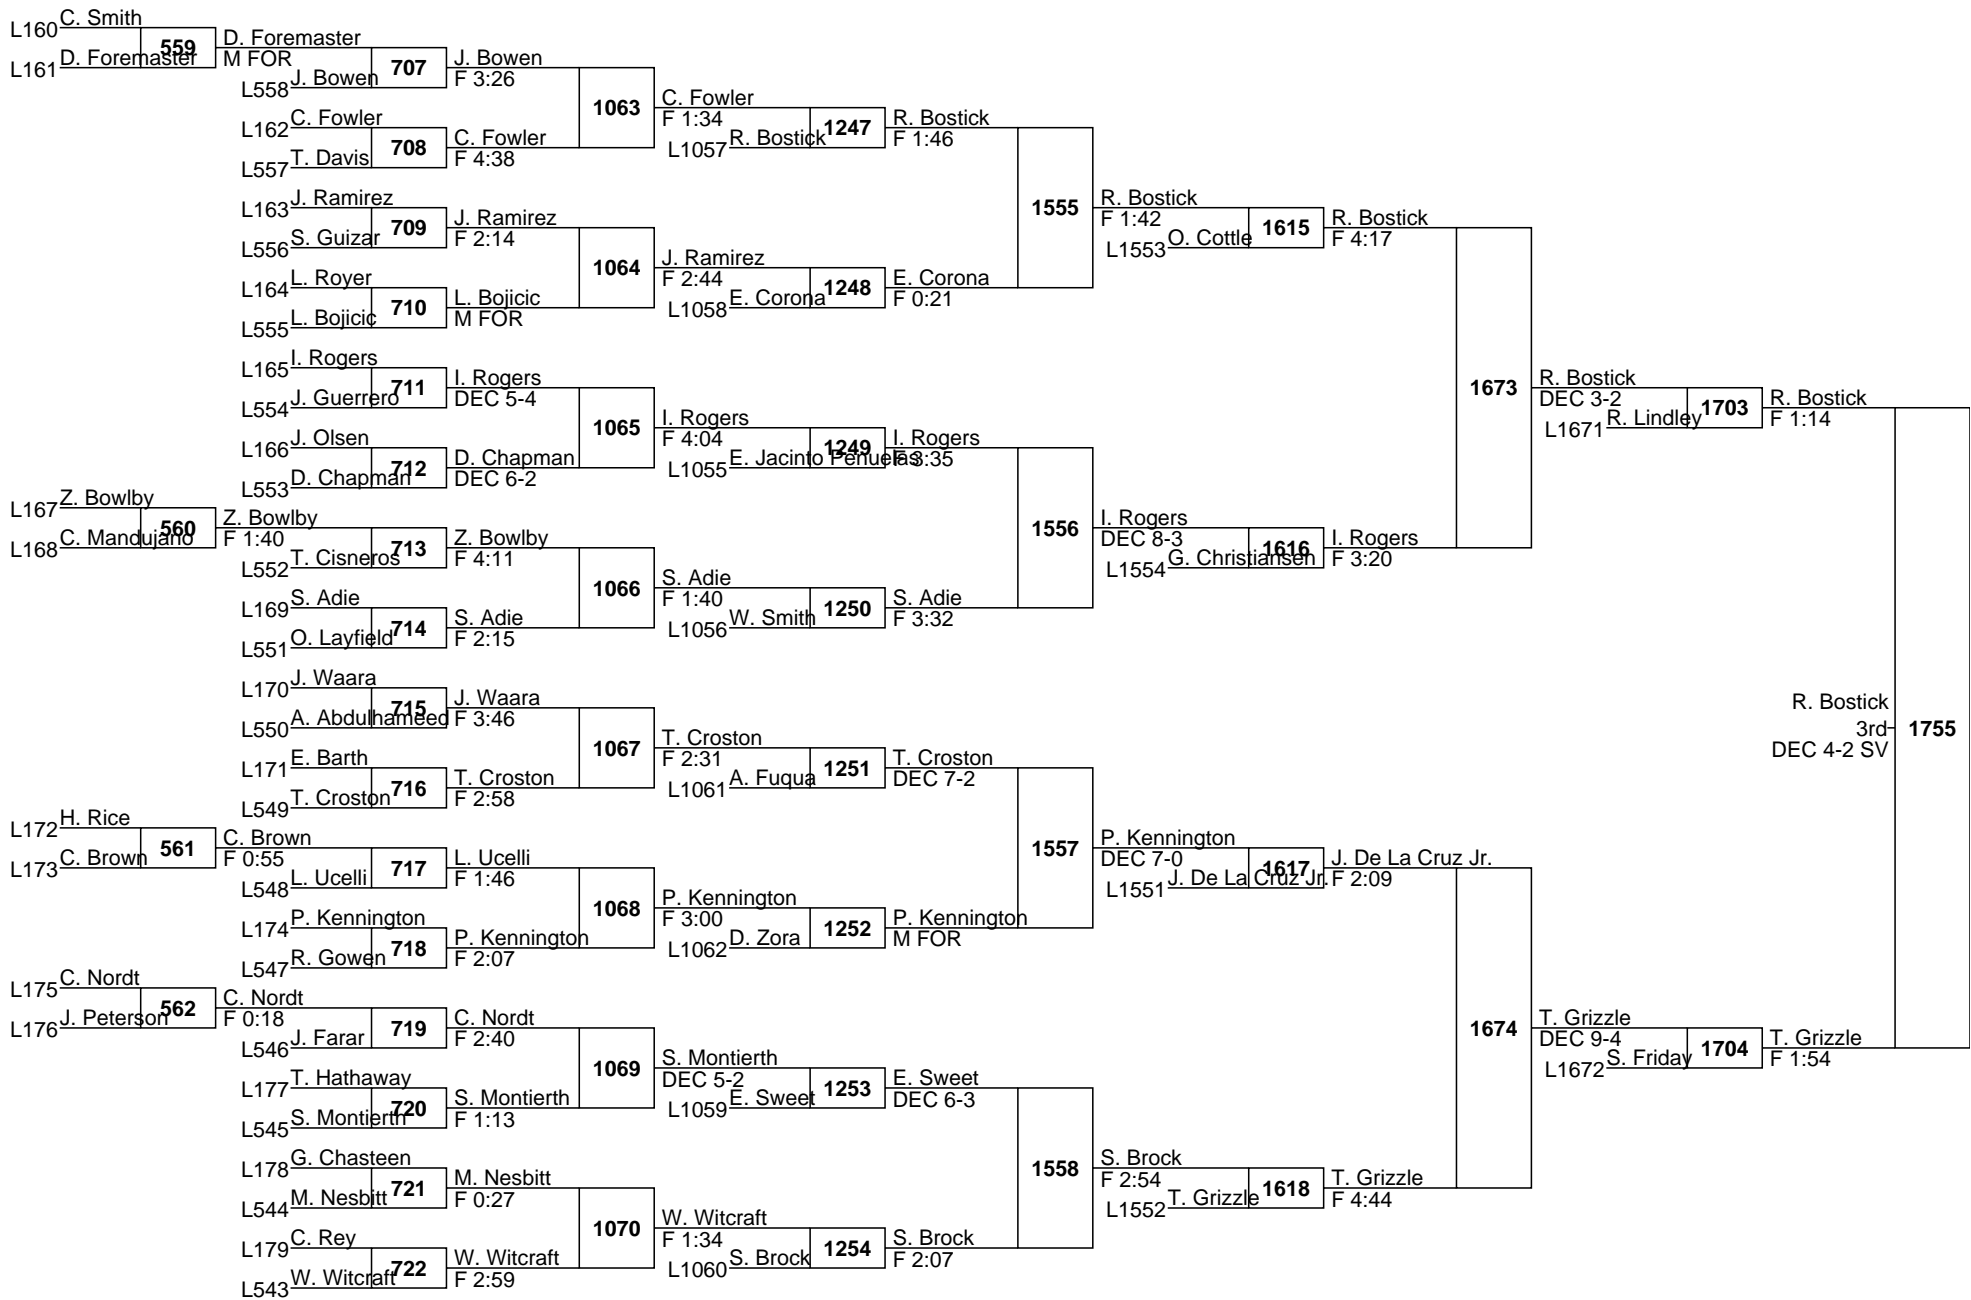 C. Smith
L160
559
D. Foremaster
L161
D. Foremaster
M FOR
707
J. Bowen
L558
J. Bowen
F 3:26
1063
L162
C. Fowler
708
L557
T. Davis
C. Fowler
F 4:38
C. Fowler
F 1:34
1247
L1057
R. Bostick
R. Bostick
F 1:46
L163
J. Ramirez
709
L556
S. Guizar
J. Ramirez
F 2:14
1064
L164
L. Royer
710
L555
L. Bojicic
L. Bojicic
M FOR
J. Ramirez
F 2:44
1248
L1058
E. Corona
E. Corona
F 0:21
1555
R. Bostick
F 1:42
1615
L1553
O. Cottle
R. Bostick
F 4:17
L165
I. Rogers
711
L554
J. Guerrero
I. Rogers
DEC 5-4
1065
L166
J. Olsen
712
L553
D. Chapman
D. Chapman
DEC 6-2
I. Rogers
F 4:04
1249
L1055
E. Jacinto Penuelas
I. Rogers
F 3:35
L167
Z. Bowlby
560
L168
C. Mandujano
Z. Bowlby
F 1:40
713
L552
T. Cisneros
Z. Bowlby
F 4:11
1066
L169
S. Adie
714
L551
O. Layfield
S. Adie
F 2:15
S. Adie
F 1:40
1250
L1056
W. Smith
S. Adie
F 3:32
1556
I. Rogers
DEC 8-3
1616
L1554
G. Christiansen
I. Rogers
F 3:20
1673
R. Bostick
DEC 3-2
1703
L1671
R. Lindley
R. Bostick
F 1:14
L170
J. Waara
715
L550
A. Abdulhameed
J. Waara
F 3:46
1067
L171
E. Barth
716
L549
T. Croston
T. Croston
F 2:58
T. Croston
F 2:31
1251
L1061
A. Fuqua
T. Croston
DEC 7-2
L172
H. Rice
561
L173
C. Brown
C. Brown
F 0:55
717
L548
L. Ucelli
L. Ucelli
F 1:46
1068
L174
P. Kennington
718
L547
R. Gowen
P. Kennington
F 2:07
P. Kennington
F 3:00
1252
L1062
D. Zora
P. Kennington
M FOR
1557
P. Kennington
DEC 7-0
1617
L1551
J. De La Cruz Jr.
J. De La Cruz Jr.
F 2:09
L175
C. Nordt
562
L176
J. Peterson
C. Nordt
F 0:18
719
L546
J. Farar
C. Nordt
F 2:40
1069
L177
T. Hathaway
720
L545
S. Montierth
S. Montierth
F 1:13
S. Montierth
DEC 5-2
1253
L1059
E. Sweet
E. Sweet
DEC 6-3
L178
G. Chasteen
721
L544
M. Nesbitt
M. Nesbitt
F 0:27
1070
L179
C. Rey
722
L543
W. Witcraft
W. Witcraft
F 2:59
W. Witcraft
F 1:34
1254
L1060
S. Brock
S. Brock
F 2:07
1558
S. Brock
F 2:54
1618
L1552
T. Grizzle
T. Grizzle
F 4:44
1674
T. Grizzle
DEC 9-4
1704
L1672
S. Friday
T. Grizzle
F 1:54
R. Bostick
3rd
1755
DEC 4-2 SV